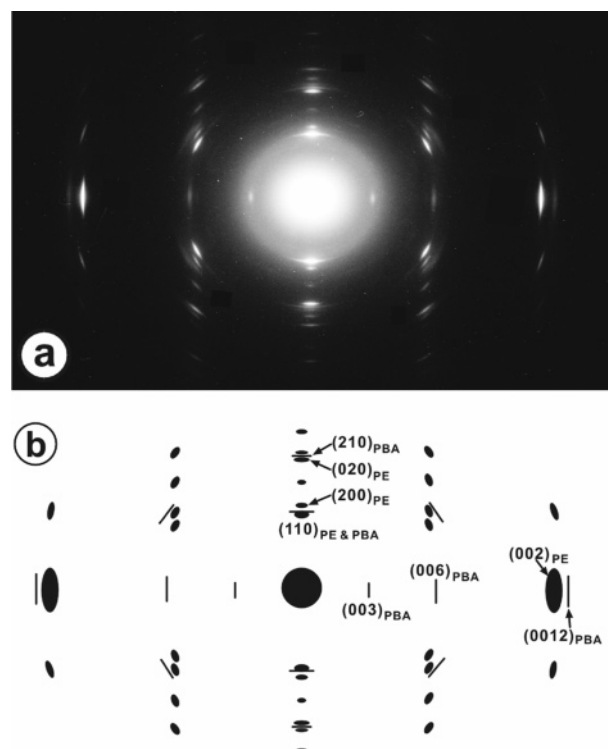 a
b
(210)PBA
(020)PE
(200)PE
(110)PE & PBA
(002)PE
(006)PBA
(003)PBA
(0012)PBA